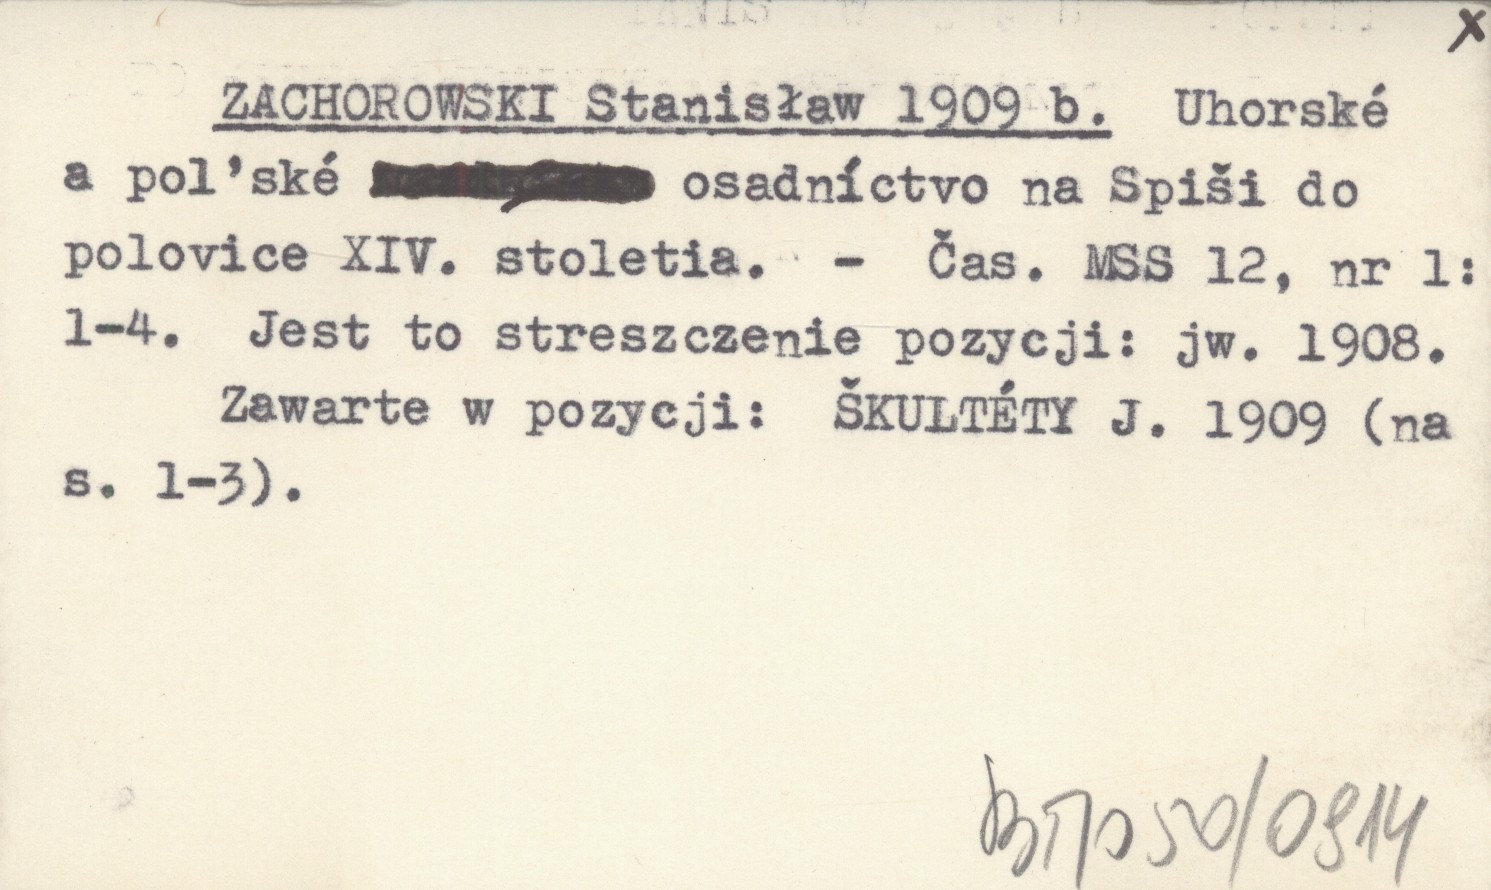 x
ZACHOROWSKI Stanisław 1909 b. Uhorské
a pol'ské osadníctvo na Spiši do
polovice XIV. stoletia. - Čas. MSS 12, nr 1:
1-4. Jest to streszczenie pozycji: jw. 1908.
Zawarte w pozycji: ŠKULTÉTY J. 1909 (na
s. 1-3).